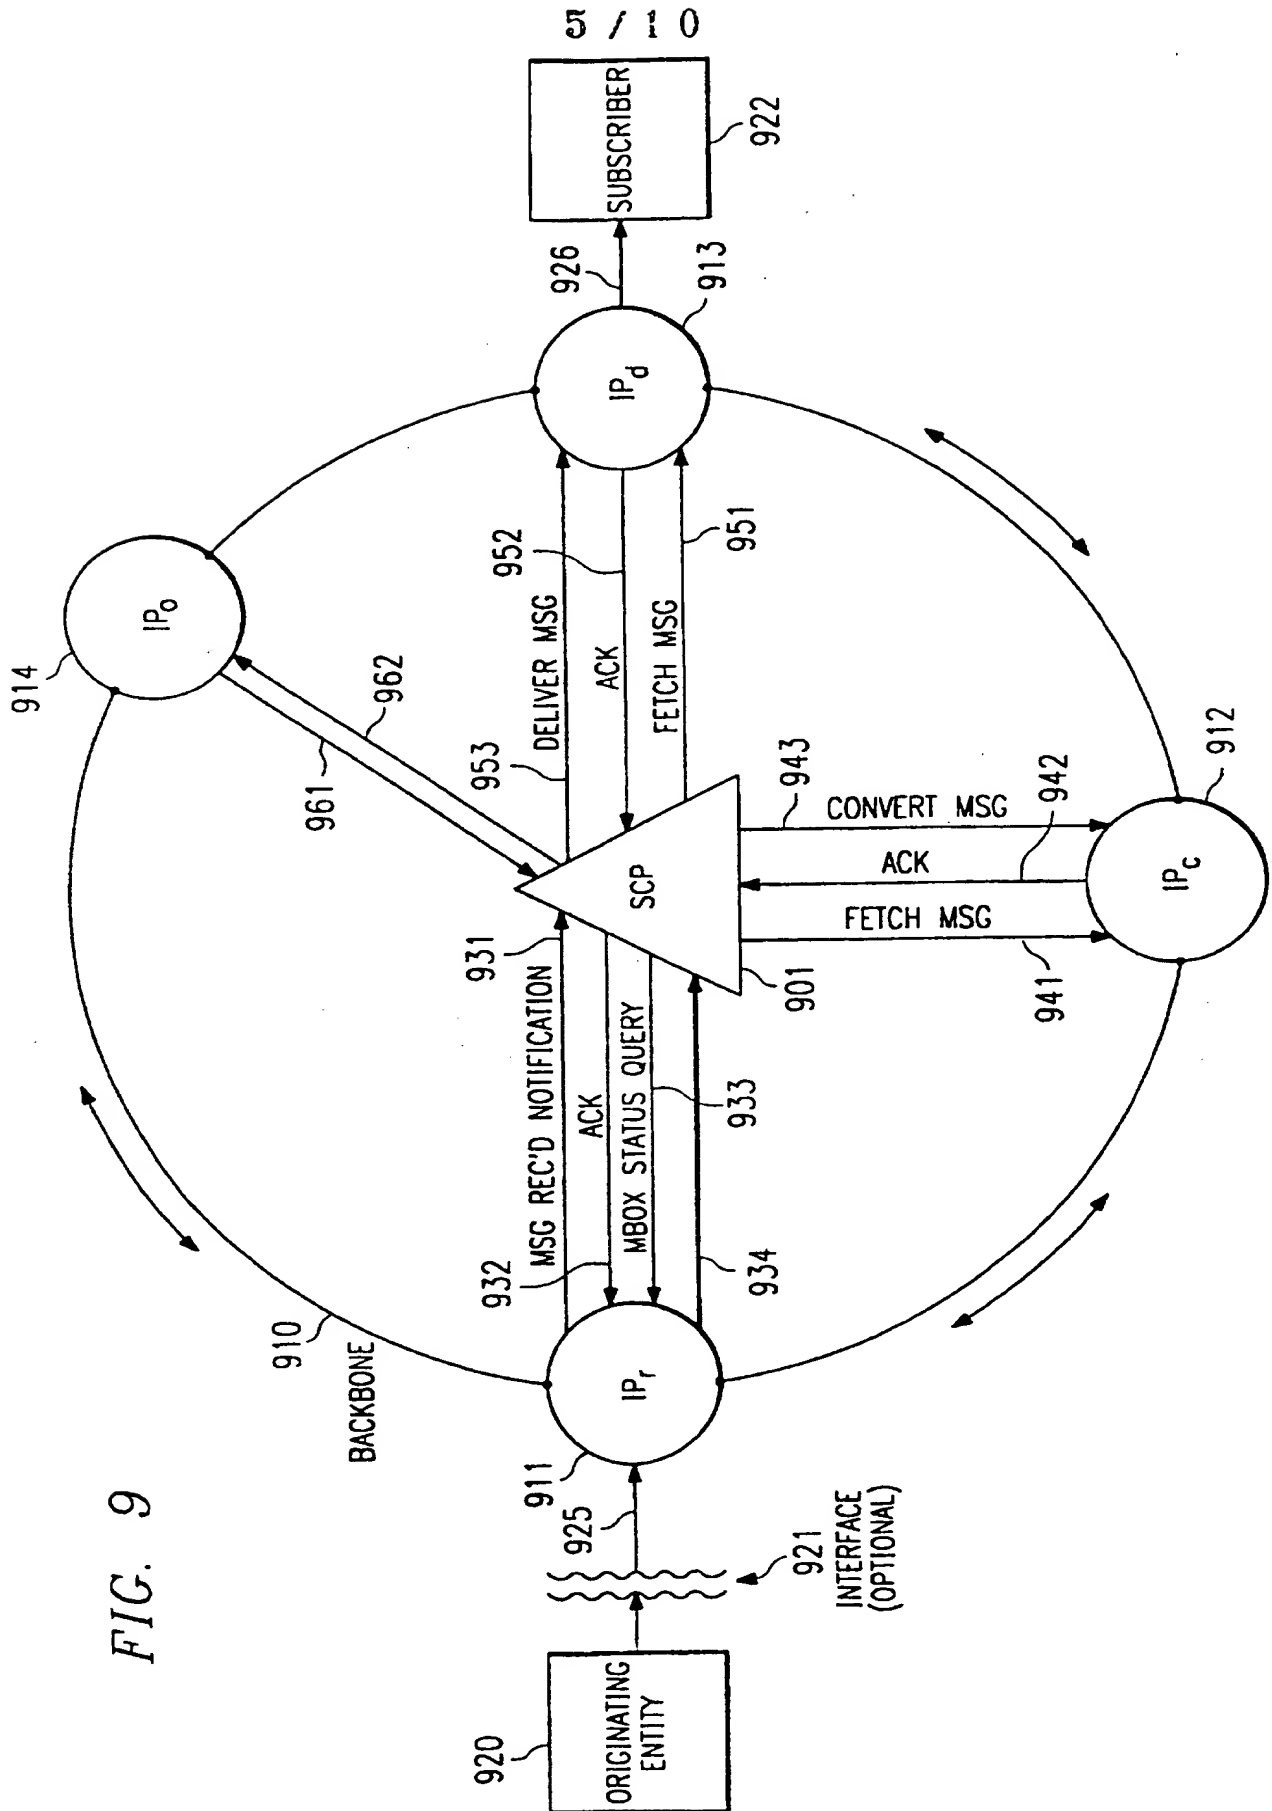 5/10
FIG. 9
920
ORIGINATING
ENTITY
921
INTERFACE
(OPTIONAL)
925
911
IPr
910
BACKBONE
MSG REC'D NOTIFICATION
931
932
ACK
MBOX STATUS QUERY
933
934
SCP
901
914
IPo
961
962
953
DELIVER MSG
952
ACK
FETCH MSG
951
943
CONVERT MSG
ACK
942
FETCH MSG
941
IPc
912
IPd
913
926
SUBSCRIBER
922